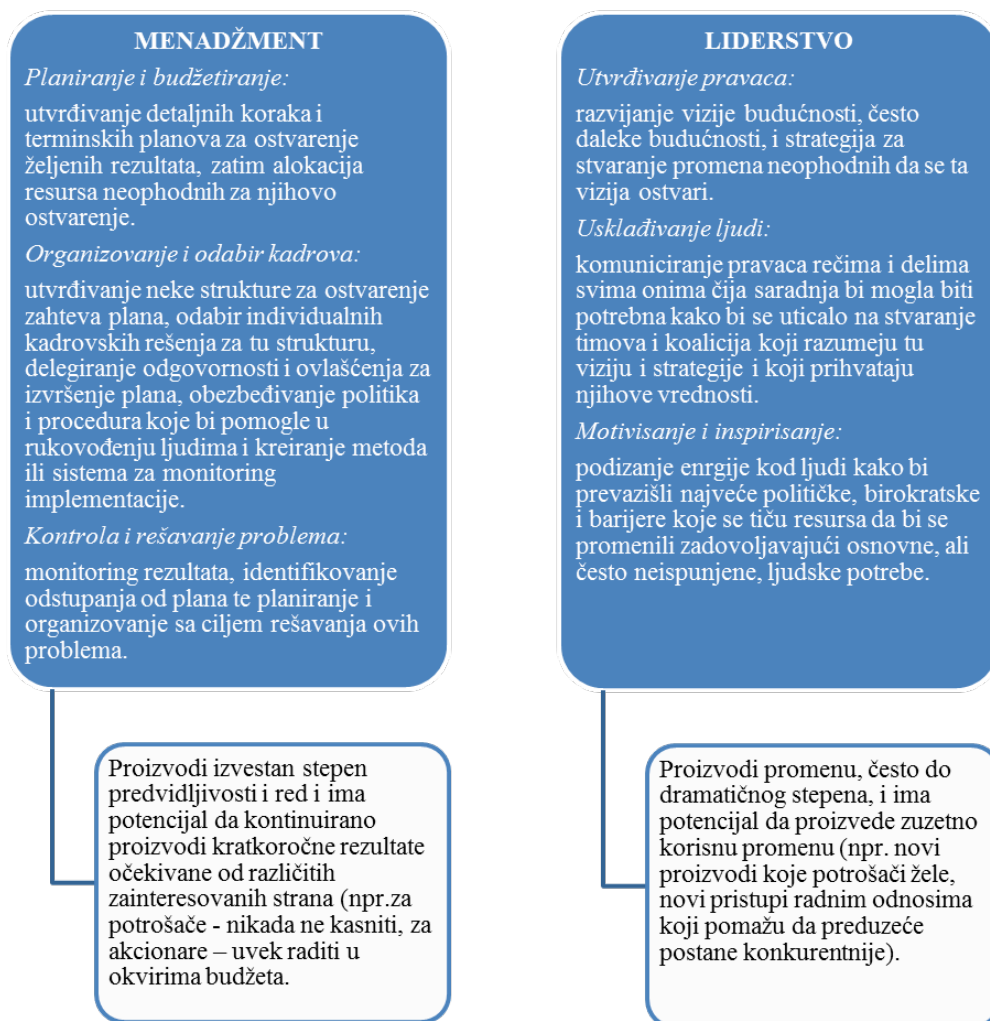 MENADŽMENT
Planiranje i budžetiranje:
utvrđivanje detaljnih koraka i
terminskih planova za ostvarenje
željenih rezultata, zatim alokacija
resursa neophodnih za njihovo
ostvarenje.
Organizovanje i odabir kadrova:
utvrđivanje neke strukture za ostvarenje
zahteva plana, odabir individualnih
kadrovskih rešenja za tu strukturu,
delegiranje odgovornosti i ovlašćenja za
izvršenje plana, obezbeđivanje politika
i procedura koje bi pomogle u
rukovođenju ljudima i kreiranje metoda
ili sistema za monitoring
implementacije.
Kontrola i rešavanje problema:
monitoring rezultata, identifikovanje
odstupanja od plana te planiranje i
organizovanje sa ciljem rešavanja ovih
problema.
Proizvodi izvestan stepen
predvidljivosti i red i ima
potencijal da kontinuirano
proizvodi kratkoročne rezultate
očekivane od različitih
zainteresovanih strana (npr.za
potrošače - nikada ne kasniti, za
akcionare – uvek raditi u
okvirima budžeta.
LIDERSTVO
Utvrđivanje pravaca:
razvijanje vizije budućnosti, često
daleke budućnosti, i strategija za
stvaranje promena neophodnih da se ta
vizija ostvari.
Usklađivanje ljudi:
komuniciranje pravaca rečima i delima
svima onima čija saradnja bi mogla biti
potrebna kako bi se uticalo na stvaranje
timova i koalicija koji razumeju tu
viziju i strategije i koji prihvataju
njihove vrednosti.
Motivisanje i inspirisanje:
podizanje enrgije kod ljudi kako bi
prevazišli najveće političke, birokratske
i barijere koje se tiču resursa da bi se
promenili zadovoljavajući osnovne, ali
često neispunjene, ljudske potrebe.
Proizvodi promenu, često do
dramatičnog stepena, i ima
potencijal da proizvede zuzetno
korisnu promenu (npr. novi
proizvodi koje potrošači žele,
novi pristupi radnim odnosima
koji pomažu da preduzeće
postane konkurentnije).